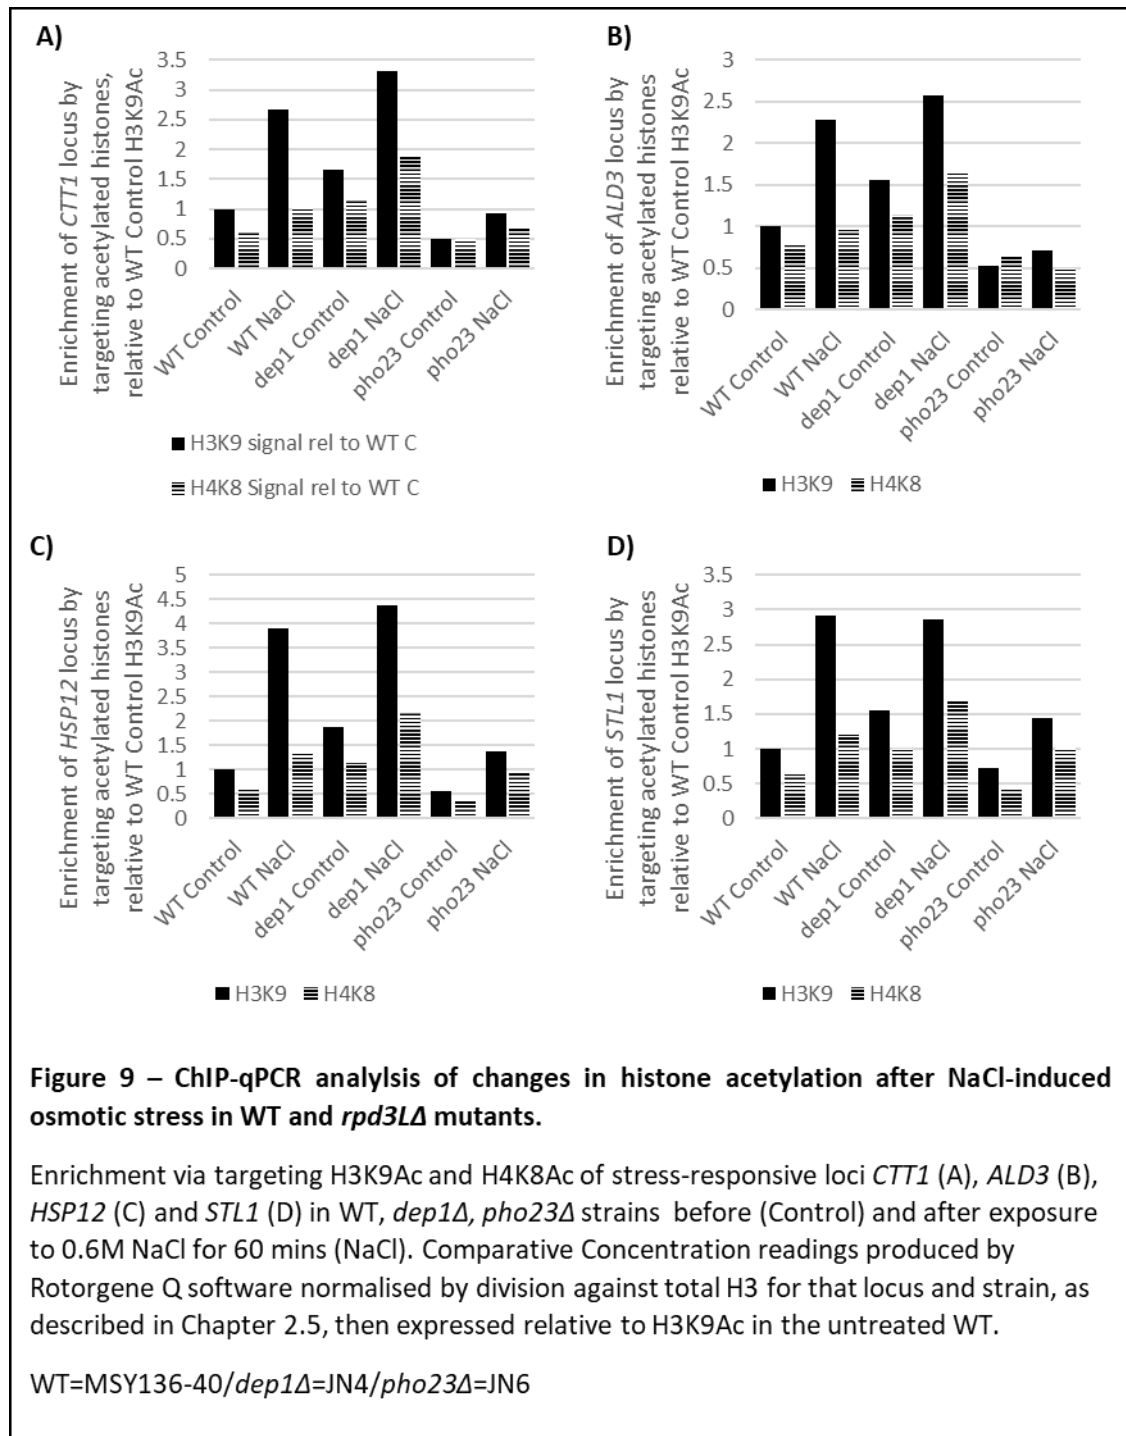 A)
Enrichment of CTT1 locus by
targeting acetylated histones,
relative to WT Control H3K9Ac
3.5
3
2.5
2
1.5
1
0.5
0
WT Control
WT NaCl
dep1 Control
dep1 NaCl
pho23 Control
pho23 NaCl
H3K9 signal rel to WT C
H4K8 Signal rel to WT C
B)
Enrichment of ALD3 locus by
targeting acetylated histones
relative to WT Control H3K9Ac
3
2.5
2
1.5
1
0.5
0
WT Control
WT NaCl
dep1 Control
dep1 NaCl
pho23 Control
pho23 NaCl
H3K9 H4K8
C)
Enrichment of HSP12 locus by
targeting acetylated histones
relative to WT Control H3K9Ac
5
4.5
4
3.5
3
2.5
2
1.5
1
0.5
0
WT Control
WT NaCl
dep1 Control
dep1 NaCl
pho23 Control
pho23 NaCl
H3K9 H4K8
D)
Enrichment of STL1 locus by
targeting acetylated histones
relative to WT Control H3K9Ac
3.5
3
2.5
2
1.5
1
0.5
0
WT Control
WT NaCl
dep1 Control
dep1 NaCl
pho23 Control
pho23 NaCl
H3K9 H4K8
Figure 9 – ChIP-qPCR analylsis of changes in histone acetylation after NaCl-induced
osmotic stress in WT and rpd3LΔ mutants.
Enrichment via targeting H3K9Ac and H4K8Ac of stress-responsive loci CTT1 (A), ALD3 (B),
HSP12 (C) and STL1 (D) in WT, dep1Δ, pho23Δ strains before (Control) and after exposure
to 0.6M NaCl for 60 mins (NaCl). Comparative Concentration readings produced by
Rotorgene Q software normalised by division against total H3 for that locus and strain, as
described in Chapter 2.5, then expressed relative to H3K9Ac in the untreated WT.
WT=MSY136-40/dep1Δ=JN4/pho23Δ=JN6